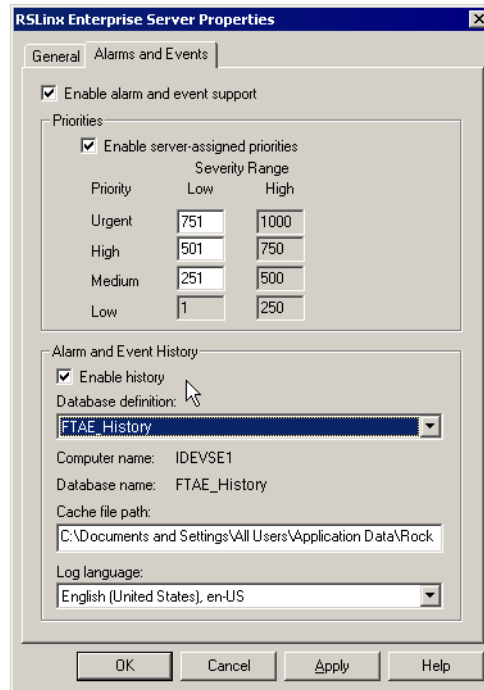 RSLinx Enterprise Server Properties
General Alarms and Events
Enable alarm and event support
Priorities
Enable server-assigned priorities
Severity Range
Priority Low High
Urgent 751 1000
High 501 750
Medium 251 500
Low 1 250
Alarm and Event History
Enable history
Database definition:
FTAE_History
Computer name: IDEVSE1
Database name: FTAE_History
Cache file path:
C:\Documents and Settings\All Users\Application Data\Rock
Log language:
English (United States), en-US
OK Cancel Apply Help